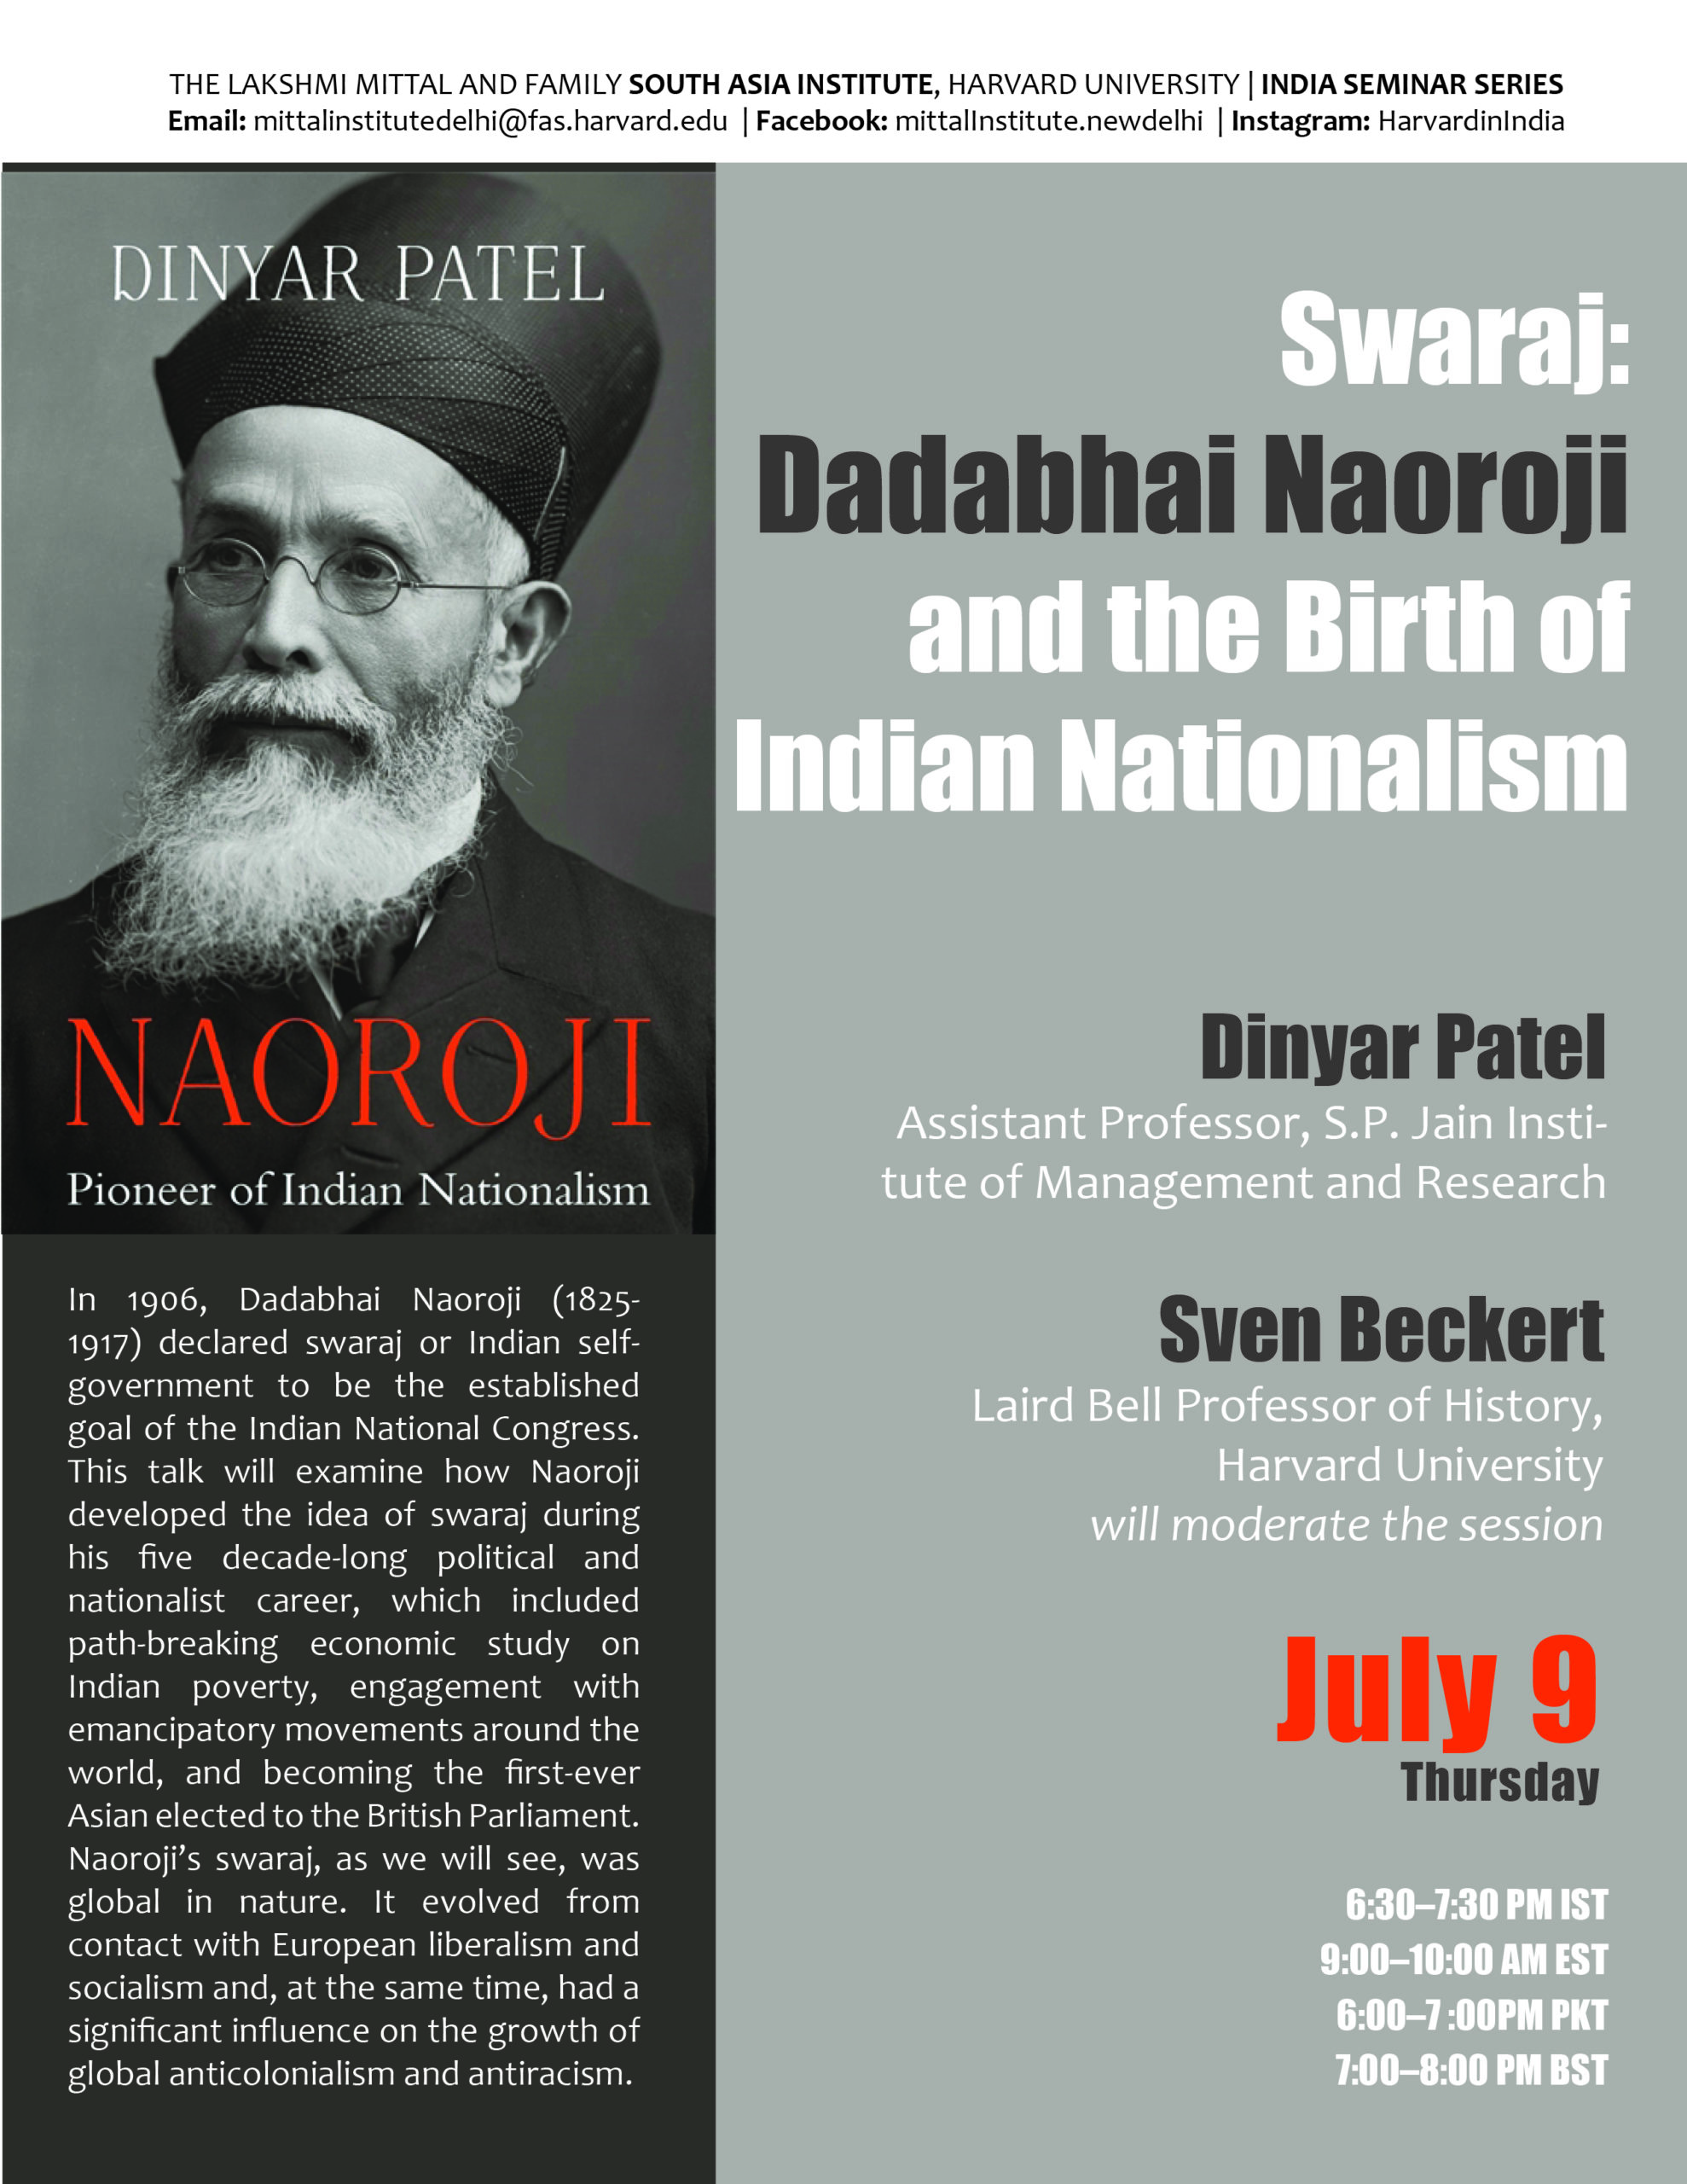 THE LAKSHMI MITTAL AND FAMILY SOUTH ASIA INSTITUTE, HARVARD UNIVERSITY | INDIA SEMINAR SERIES
Email: mittalinstitutedelhi@fas.harvard.edu | Facebook: mittalInstitute.newdelhi | Instagram: HarvardinIndia
DINYAR PATEL
NAOROJI
Pioneer of Indian Nationalism
In 1906, Dadabhai Naoroji (1825-
1917) declared swaraj or Indian self-
government to be the established
goal of the Indian National Congress.
This talk will examine how Naoroji
developed the idea of swaraj during
his five decade-long political and
nationalist career, which included
path-breaking economic study on
Indian poverty, engagement with
emancipatory movements around the
world, and becoming the first-ever
Asian elected to the British Parliament.
Naoroji’s swaraj, as we will see, was
global in nature. It evolved from
contact with European liberalism and
socialism and, at the same time, had a
significant influence on the growth of
global anticolonialism and antiracism.
Swaraj:
Dadabhai Naoroji
and the Birth of
Indian Nationalism
Dinyar Patel
Assistant Professor, S.P. Jain Insti-
tute of Management and Research
Sven Beckert
Laird Bell Professor of History,
Harvard University
will moderate the session
July 9
Thursday
6:30–7:30 PM IST
9:00–10:00 AM EST
6:00–7 :00PM PKT
7:00–8:00 PM BST